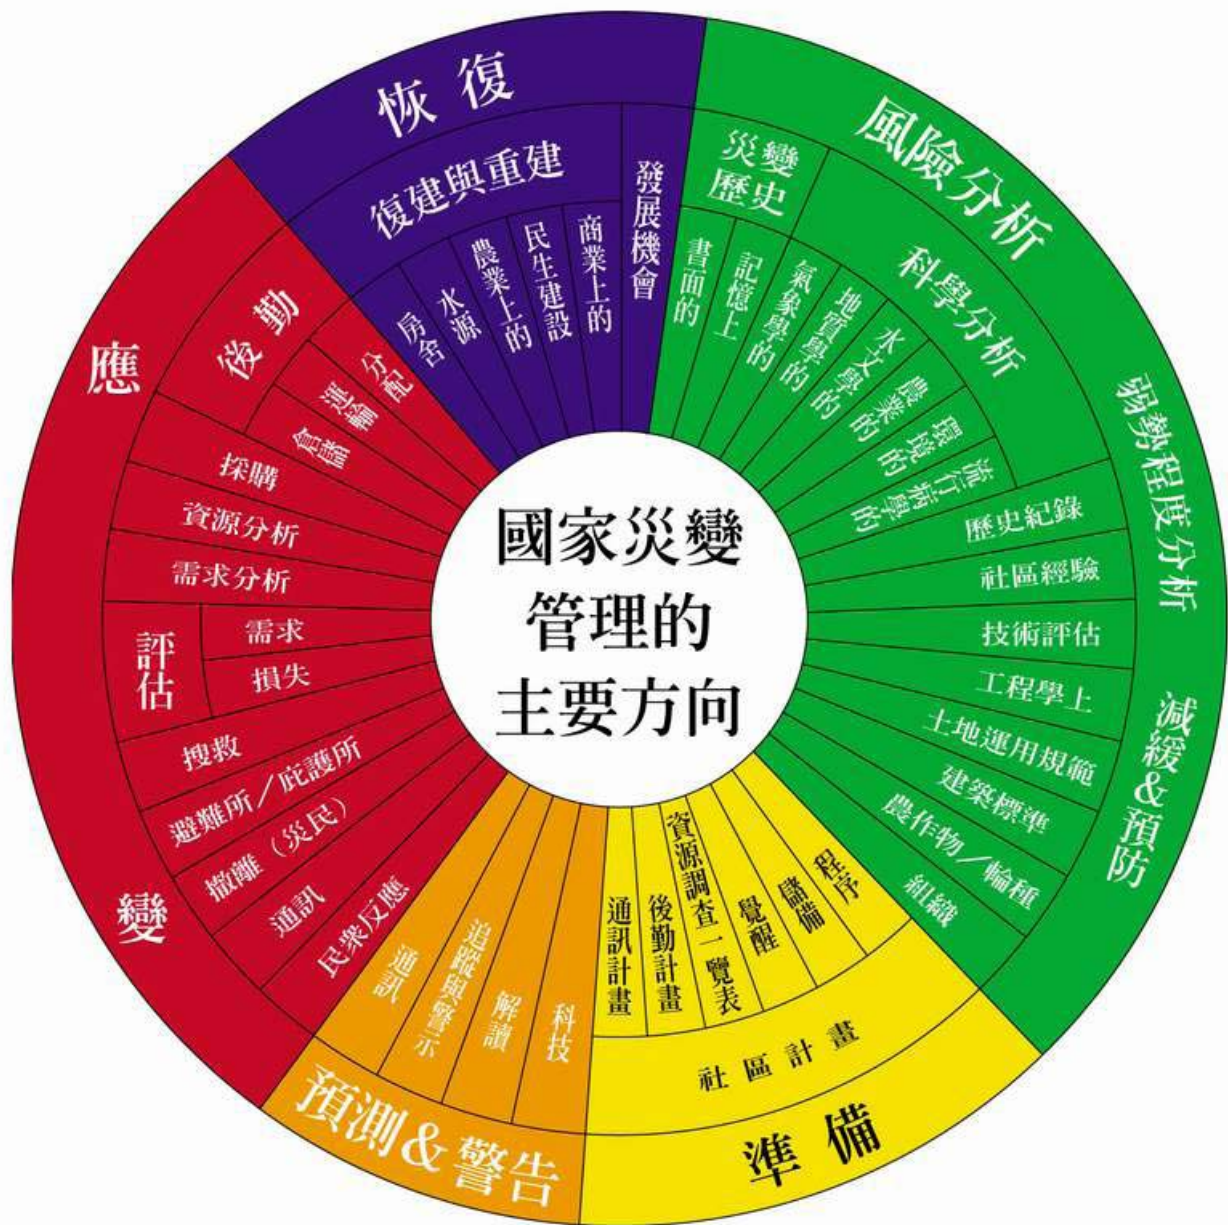 國家災變
管理的
主要方向
風險分析
災變
歷史
書面的
記憶上
科學分析
氣象學的
地質學的
水文學的
農業的
環境的
流行病學的
弱勢程度分析
歷史紀錄
社區經驗
技術評估
減緩&預防
工程學上
土地運用規範
建築標準
農作物/輪種
組織
準備
社區計畫
程序
儲備
覺醒
資源調查一覽表
後勤計畫
通訊計畫
預測&警告
科技
解讀
追蹤與警示
通訊
應變
民衆反應
通訊
撤離（災民）
避難所/庇護所
搜救
評估
損失
需求
需求分析
資源分析
採購
後勤
倉儲
運輸
分配
恢復
復建與重建
房舍
水源
農業上的
民生建設
商業上的
發展機會